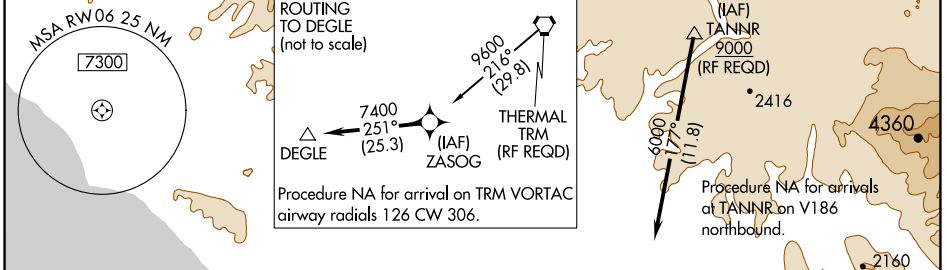 MSA RW06 25 NM
7300
ROUTING
TO DEGLE
(not to scale)
9600
216°
(29.8)
7400
251°
(25.3)
DEGLE
(IAF)
ZASOG
THERMAL
TRM
(RF REQD)
Procedure NA for arrival on TRM VORTAC
airway radials 126 CW 306.
(IAF)
TANNR
9000
(RF REQD)
2416
4360
6000
177°
(11.8)
Procedure NA for arrivals
at TANNR on V186
northbound.
2160